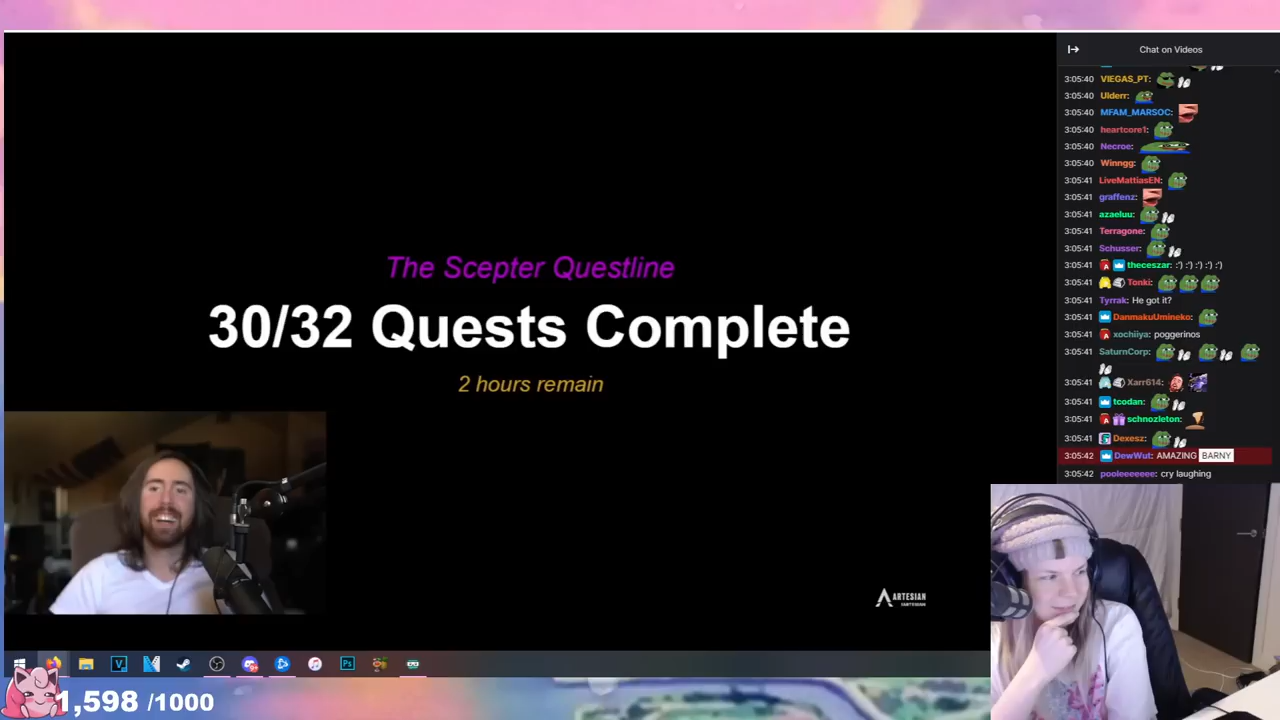 The Scepter Questline
30/32 Quests Complete
2 hours remain
ARTESIAN
Chat on Videos
3:05:40 VIEGAS_PT:
3:05:40 Ulderr:
3:05:40 MFAM_MARSOC:
3:05:40 heartcore1:
3:05:40 Necroe:
3:05:40 Winngg:
3:05:41 LiveMattiasEN:
3:05:41 graffenz:
3:05:41 azaeluu:
3:05:41 Terragone:
3:05:41 Schusser:
3:05:41 theceszar: :') :') :') :') :')
3:05:41 Tonki:
3:05:41 Tyrrak: He got it?
3:05:41 DanmakuUmineko:
3:05:41 xochiiya: poggerinos
3:05:41 SaturnCorp:
3:05:41 Xarr614:
3:05:41 tcodan:
3:05:41 schnozleton:
3:05:41 Dexesz:
3:05:42 DewWut: AMAZING BARNY
3:05:42 pooleeeeeee: cry laughing
V
Ps
1,598 /1000